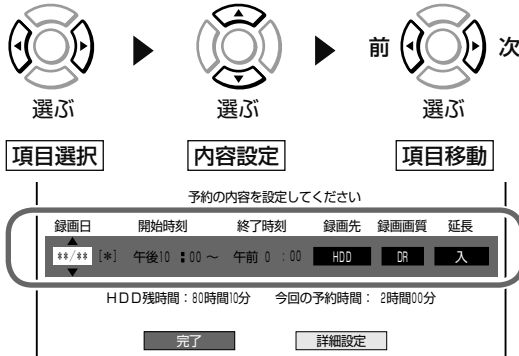 前 次
選ぶ 選ぶ 選ぶ
項目選択 内容設定 項目移動
予約の内容を設定してください
録画日 開始時刻 終了時刻 録画先 録画画質 延長
**/** [*] 午後10:00~ 午前 0:00 HDD DR 入
HDD残時間:80時間10分 今回の予約時間: 2時間00分
完了 詳細設定